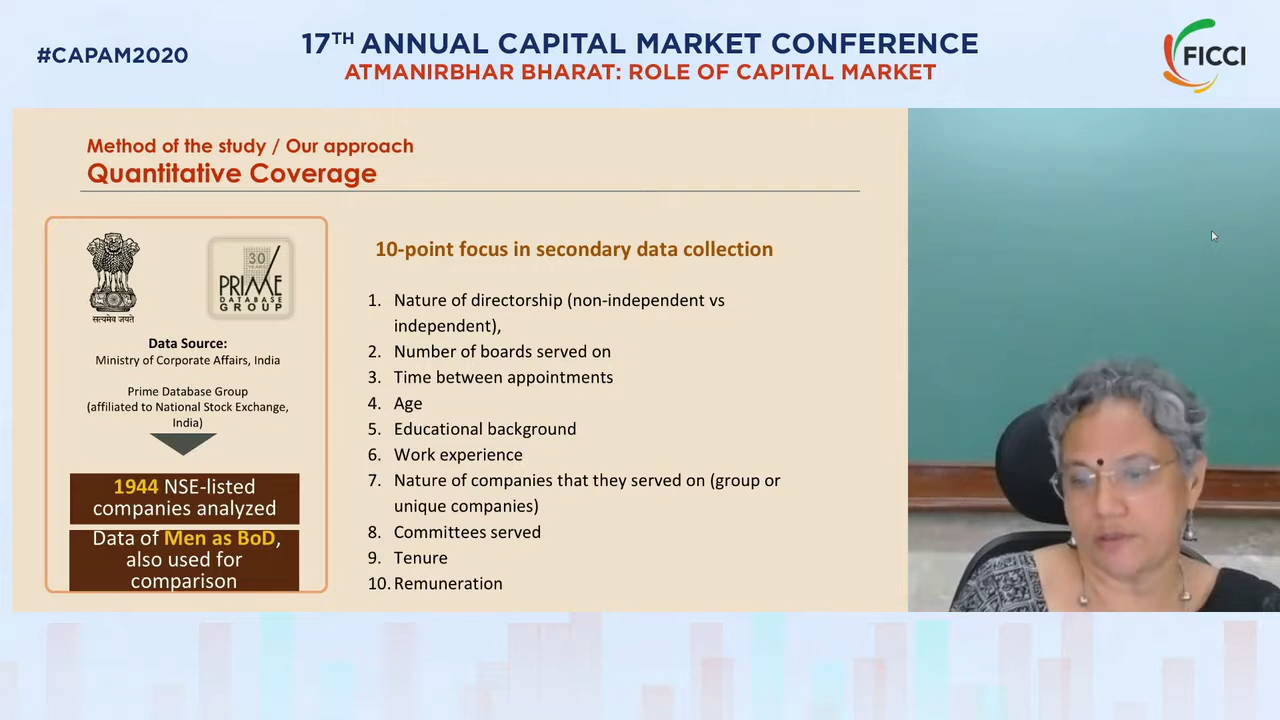 #CAPAM2020
17TH ANNUAL CAPITAL MARKET CONFERENCE
ATMANIRBHAR BHARAT: ROLE OF CAPITAL MARKET
FICCI
Method of the study / Our approach
Quantitative Coverage
सत्यमेव जयते
30
YEARS
PRIME
DATABASE
GROUP
Data Source:
Ministry of Corporate Affairs, India
Prime Database Group
(affiliated to National Stock Exchange,
India)
1944 NSE-listed
companies analyzed
Data of Men as BoD,
also used for
comparison
10-point focus in secondary data collection
1. Nature of directorship (non-independent vs
independent),
2. Number of boards served on
3. Time between appointments
4. Age
5. Educational background
6. Work experience
7. Nature of companies that they served on (group or
unique companies)
8. Committees served
9. Tenure
10. Remuneration